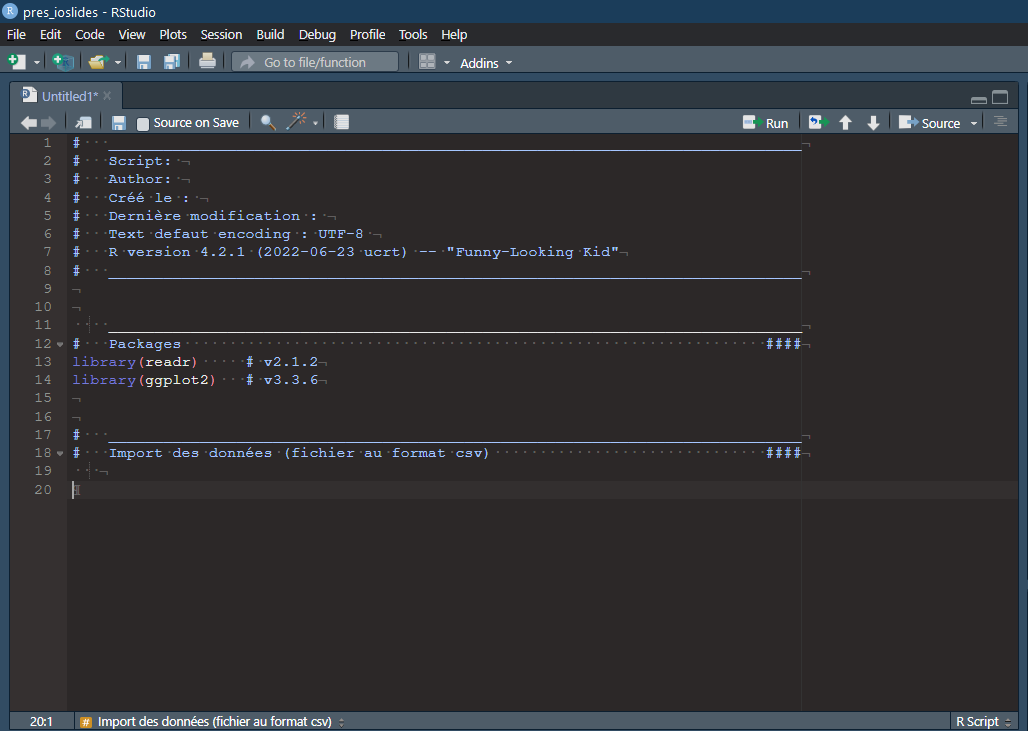 pres_ioslides - RStudio
File Edit Code View Plots Session Build Debug Profile Tools Help
Go to file/function Addins
Untitled1*
Source on Save Run Source
1 # ____________________________________________________________________________
2 # Script:
3 # Author:
4 # Créé le :
5 # Dernière modification :
6 # Text defaut encoding : UTF-8
7 # R version 4.2.1 (2022-06-23 ucrt) -- "Funny-Looking Kid"
8 # ____________________________________________________________________________
9
10
11 ____________________________________________________________________________
12 # Packages ####
13 library(readr) # v2.1.2
14 library(ggplot2) # v3.3.6
15
16
17 # ____________________________________________________________________________
18 # Import des données (fichier au format csv) ####
19
20
20:1 # Import des données (fichier au format csv) R Script